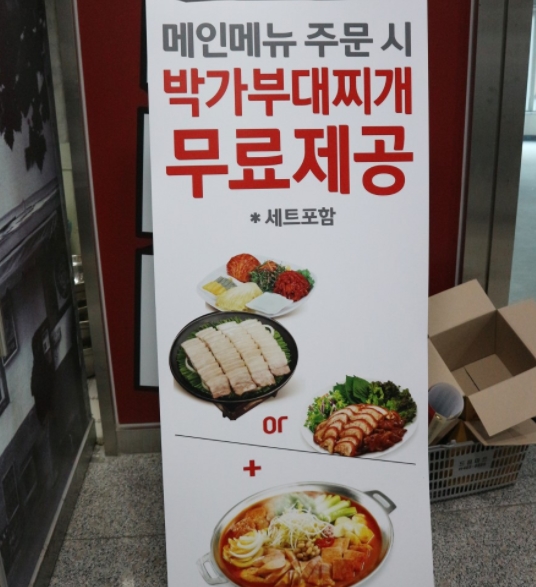 메인메뉴 주문 시
박가부대찌개
무료제공
* 세트포함
or
+